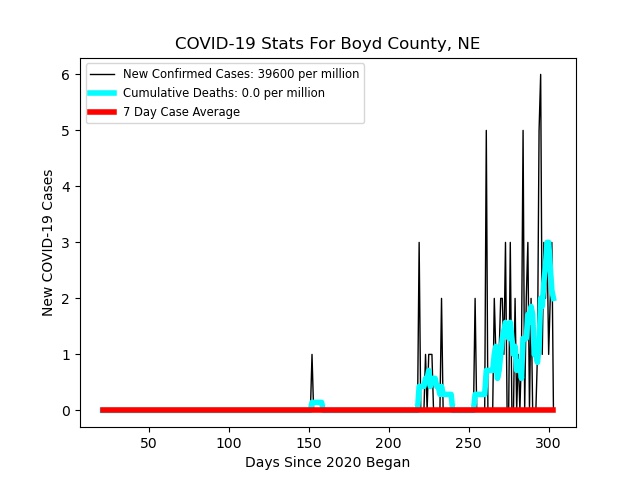 COVID-19 Stats For Boyd County, NE
New Confirmed Cases: 39600 per million
Cumulative Deaths: 0.0 per million
7 Day Case Average
New COVID-19 Cases
6
5
4
3
2
1
0
50 100 150 200 250 300
Days Since 2020 Began